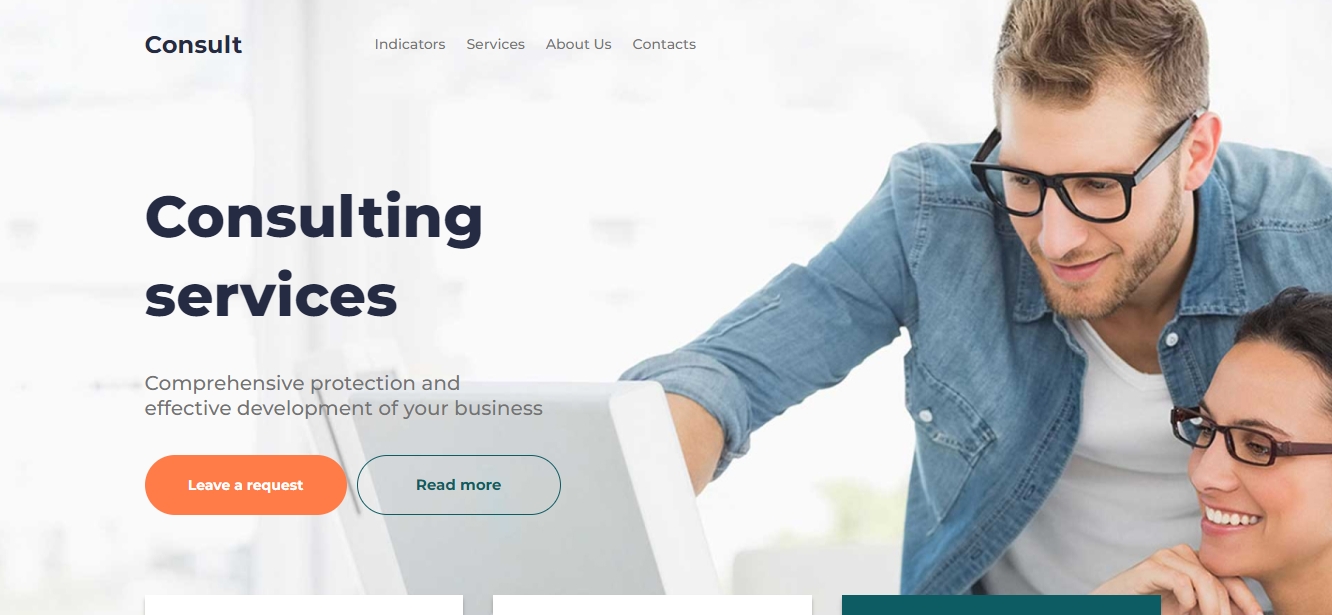 Consult
Indicators Services About Us Contacts
Consulting
services
Comprehensive protection and
effective development of your business
Leave a request
Read more